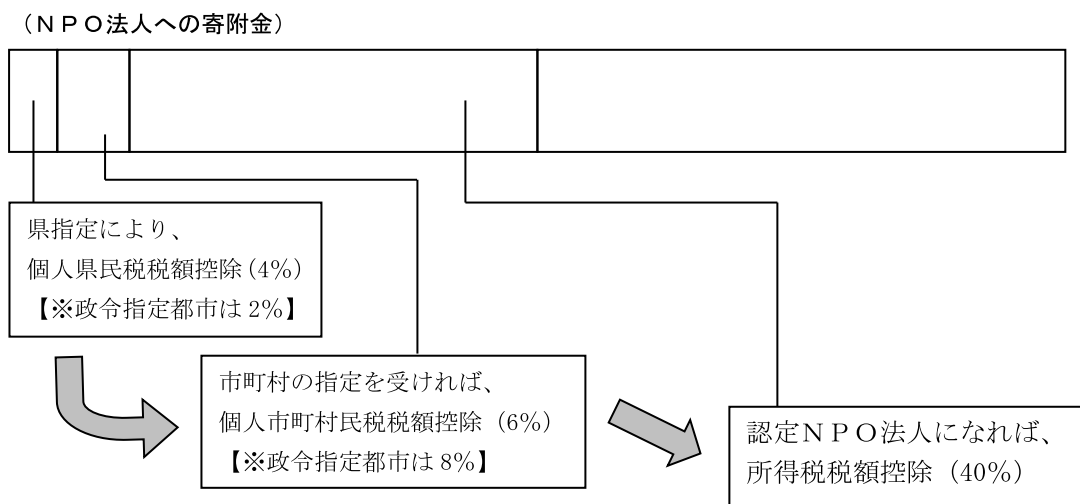 （ＮＰＯ法人への寄附金）
県指定により、
個人県民税税額控除（4％）
【※政令指定都市は 2％】
市町村の指定を受ければ、
個人市町村民税税額控除（6％）
【※政令指定都市は 8％】
認定ＮＰＯ法人になれば、
所得税税額控除（40％）